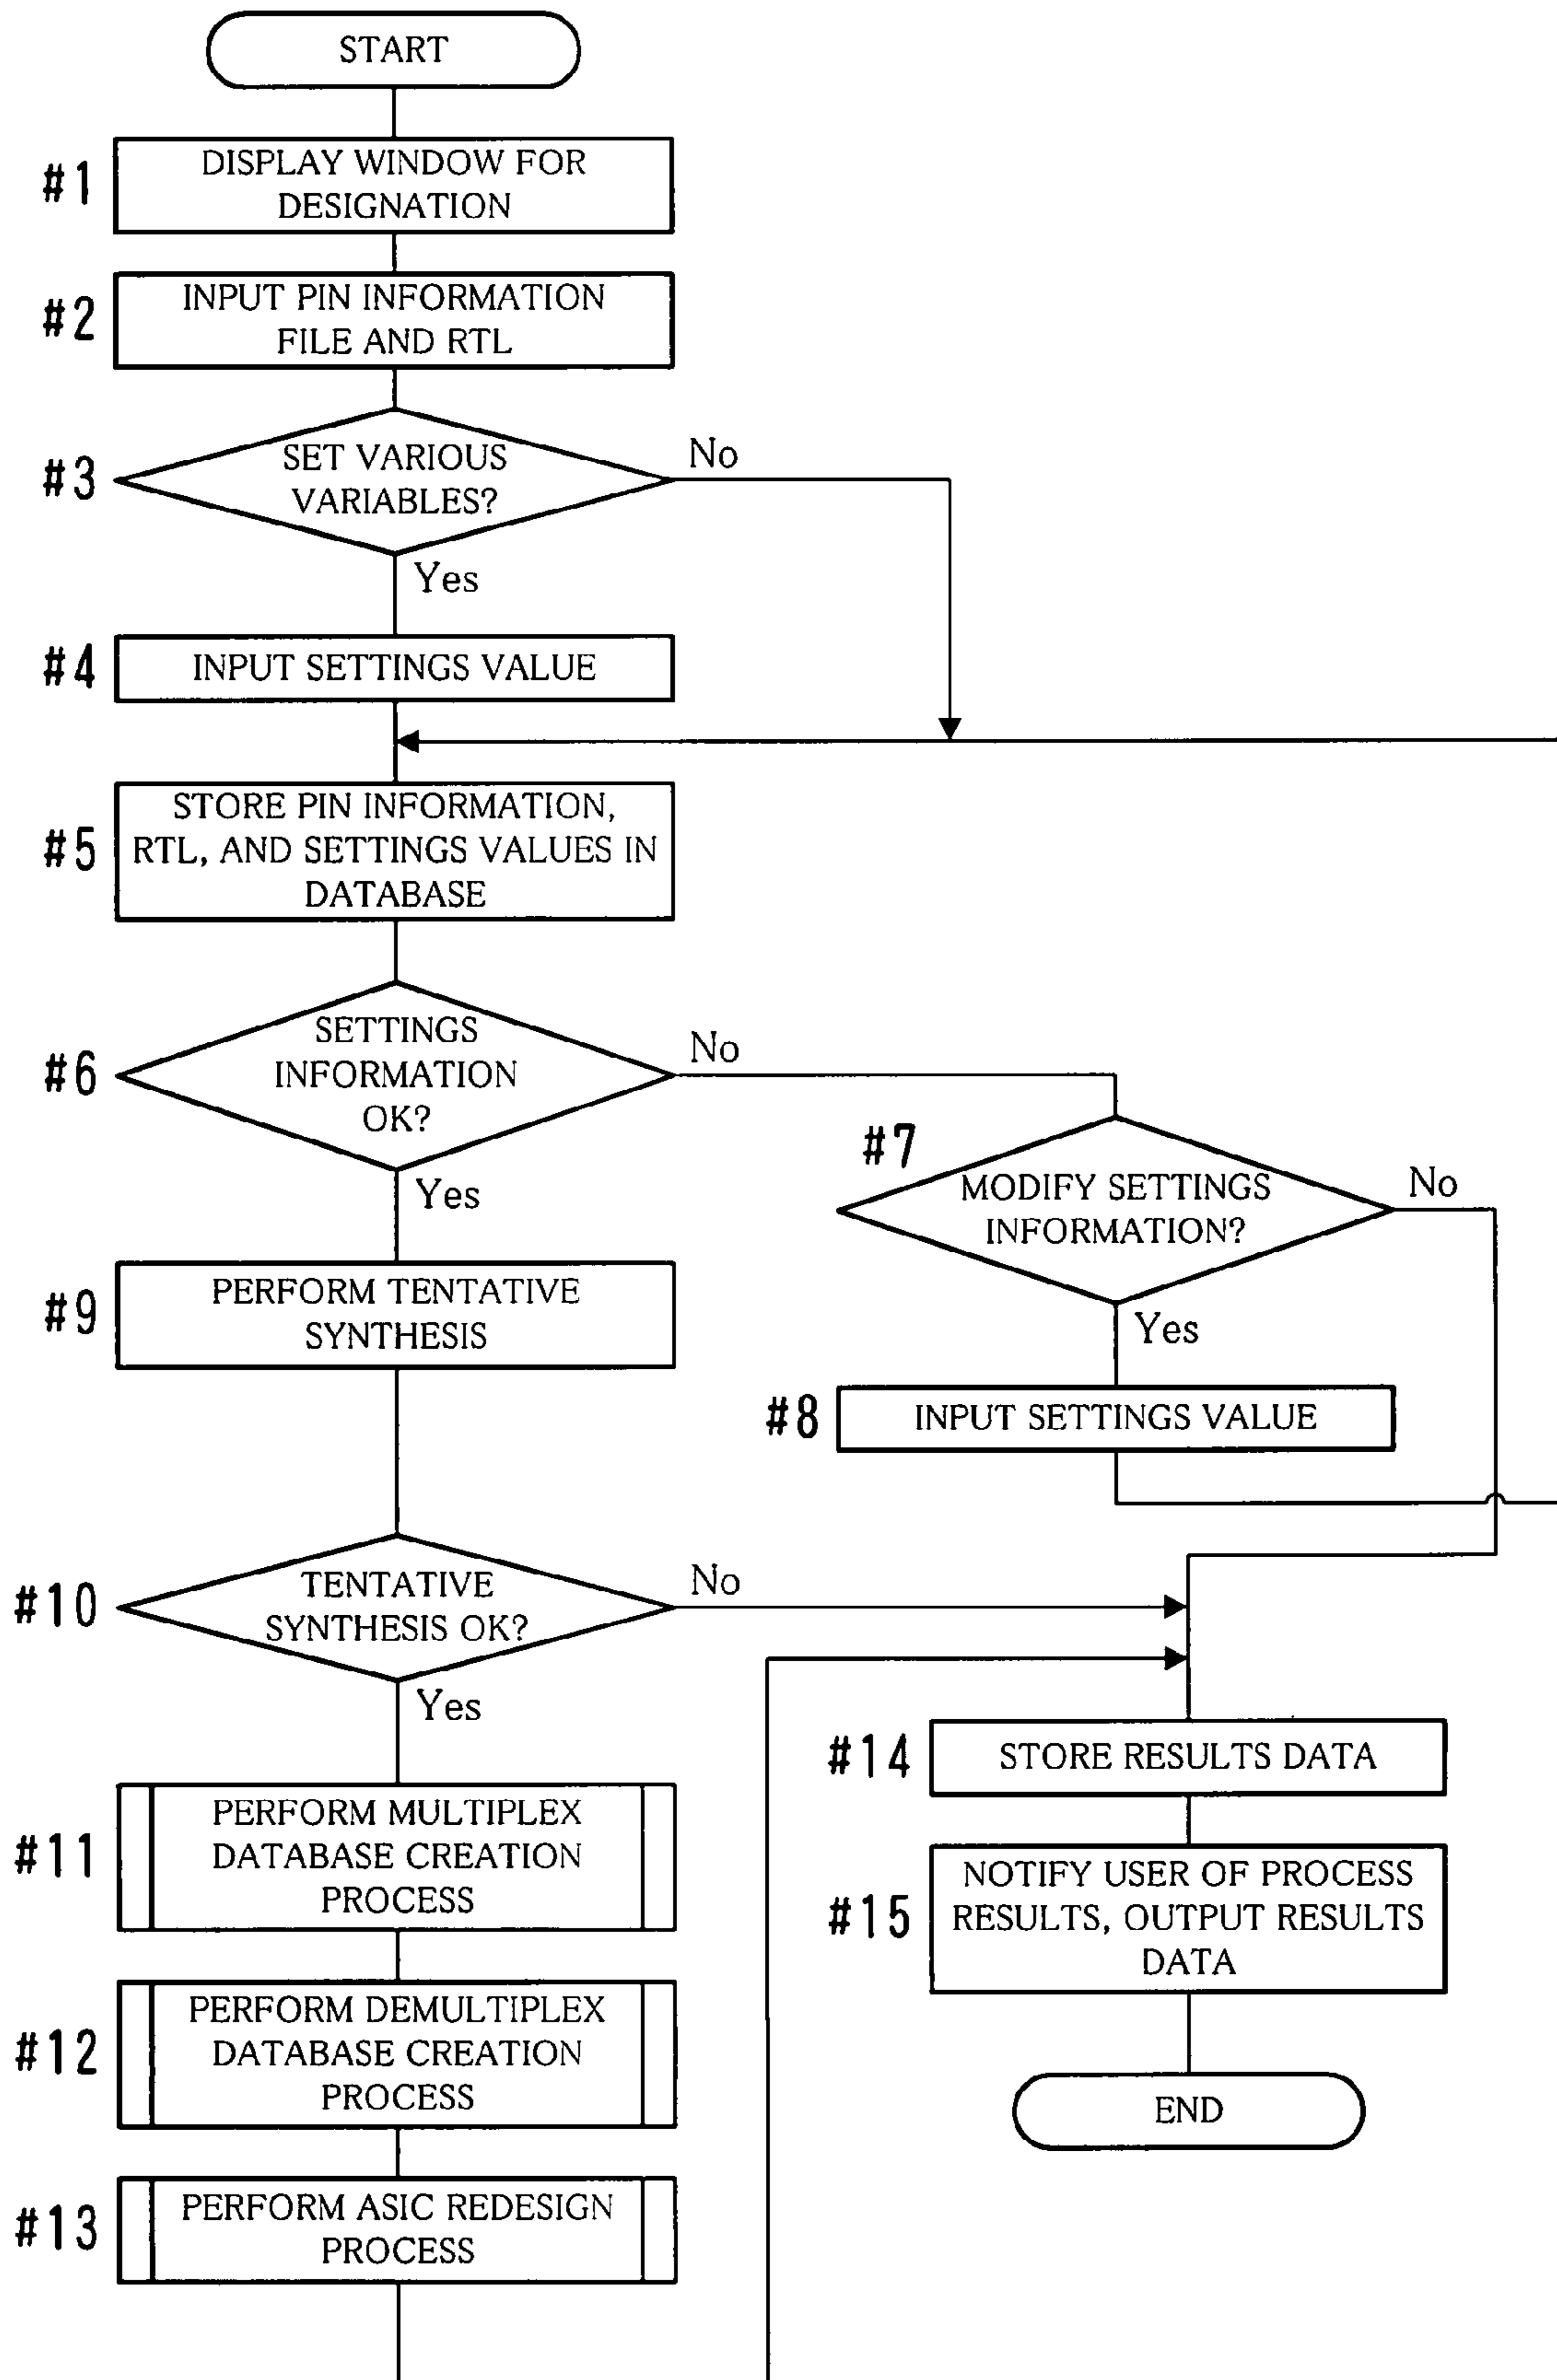 START
#1
DISPLAY WINDOW FOR
DESIGNATION
#2
INPUT PIN INFORMATION
FILE AND RTL
#3
SET VARIOUS
VARIABLES?
No
Yes
#4
INPUT SETTINGS VALUE
#5
STORE PIN INFORMATION,
RTL, AND SETTINGS VALUES IN
DATABASE
#6
SETTINGS
INFORMATION
OK?
No
Yes
#7
MODIFY SETTINGS
INFORMATION?
No
Yes
#8
INPUT SETTINGS VALUE
#9
PERFORM TENTATIVE
SYNTHESIS
#10
TENTATIVE
SYNTHESIS OK?
No
Yes
#11
PERFORM MULTIPLEX
DATABASE CREATION
PROCESS
#12
PERFORM DEMULTIPLEX
DATABASE CREATION
PROCESS
#13
PERFORM ASIC REDESIGN
PROCESS
#14
STORE RESULTS DATA
#15
NOTIFY USER OF PROCESS
RESULTS, OUTPUT RESULTS
DATA
END